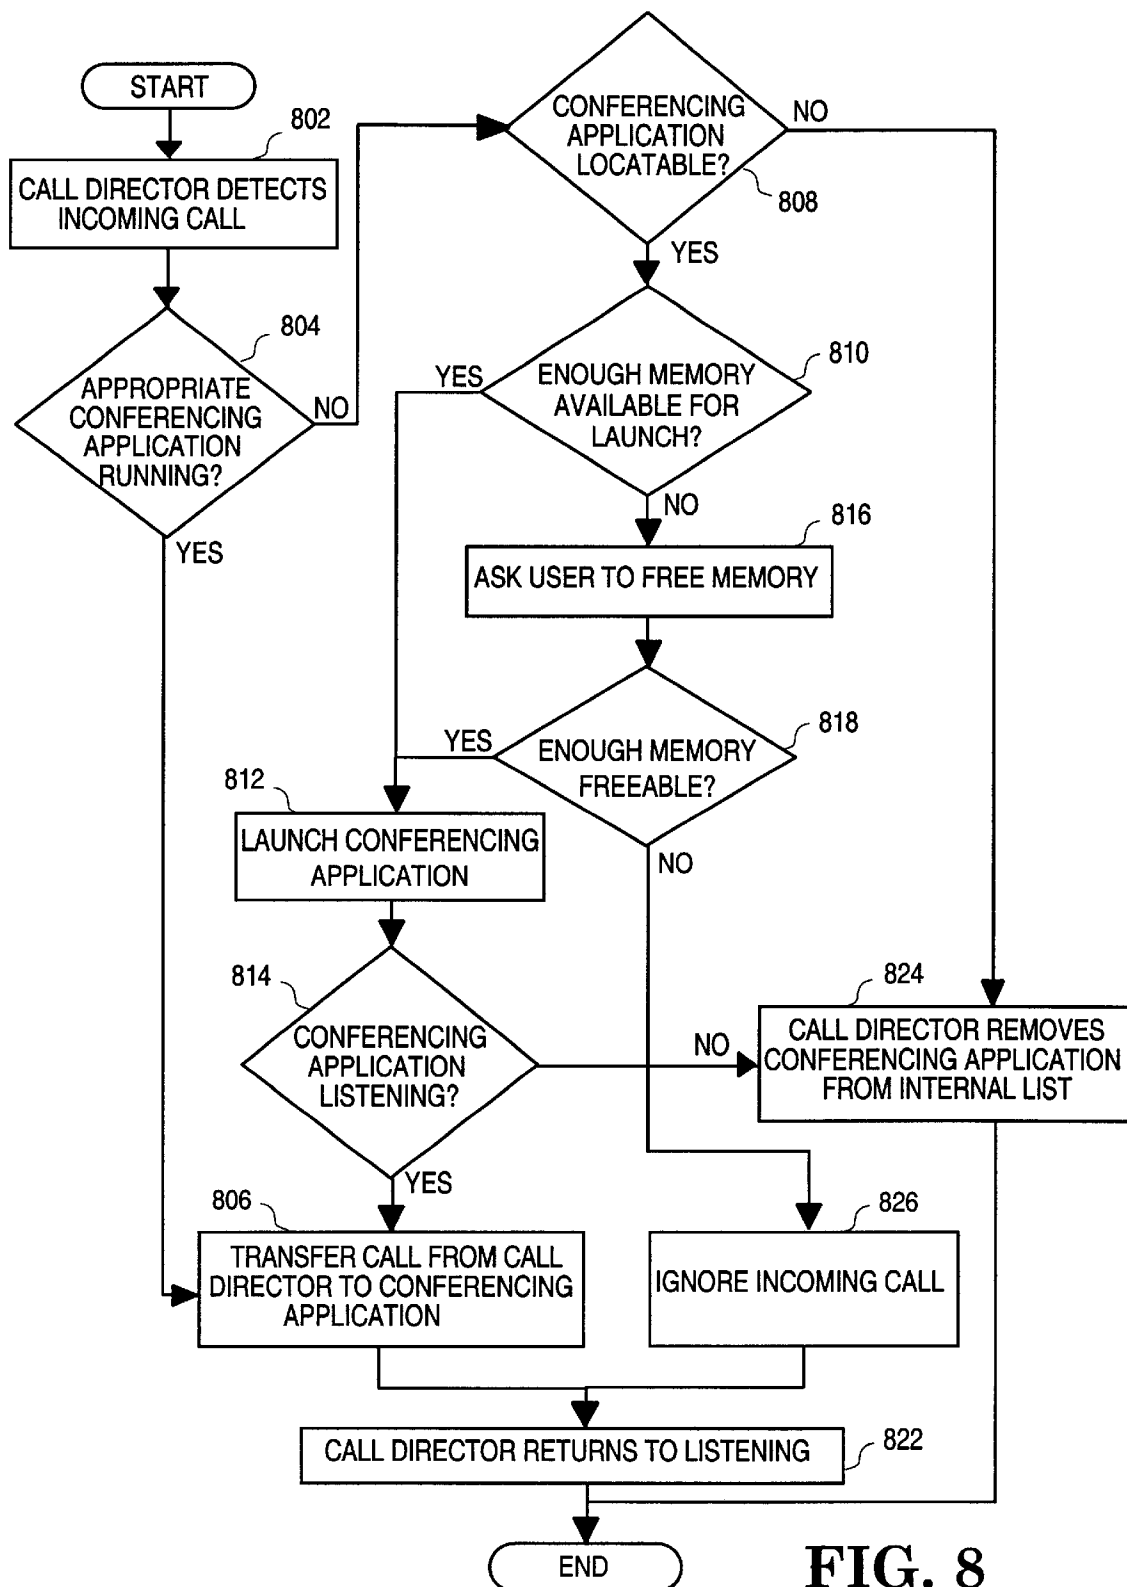 START
802
CALL DIRECTOR DETECTS
INCOMING CALL
804
APPROPRIATE
CONFERENCING
APPLICATION
RUNNING?
NO
YES
CONFERENCING
APPLICATION
LOCATABLE?
NO
808
YES
810
ENOUGH MEMORY
AVAILABLE FOR
LAUNCH?
YES
NO
816
ASK USER TO FREE MEMORY
818
ENOUGH MEMORY
FREEABLE?
YES
NO
812
LAUNCH CONFERENCING
APPLICATION
814
CONFERENCING
APPLICATION
LISTENING?
NO
YES
824
CALL DIRECTOR REMOVES
CONFERENCING APPLICATION
FROM INTERNAL LIST
806
TRANSFER CALL FROM CALL
DIRECTOR TO CONFERENCING
APPLICATION
826
IGNORE INCOMING CALL
CALL DIRECTOR RETURNS TO LISTENING
822
END
FIG. 8